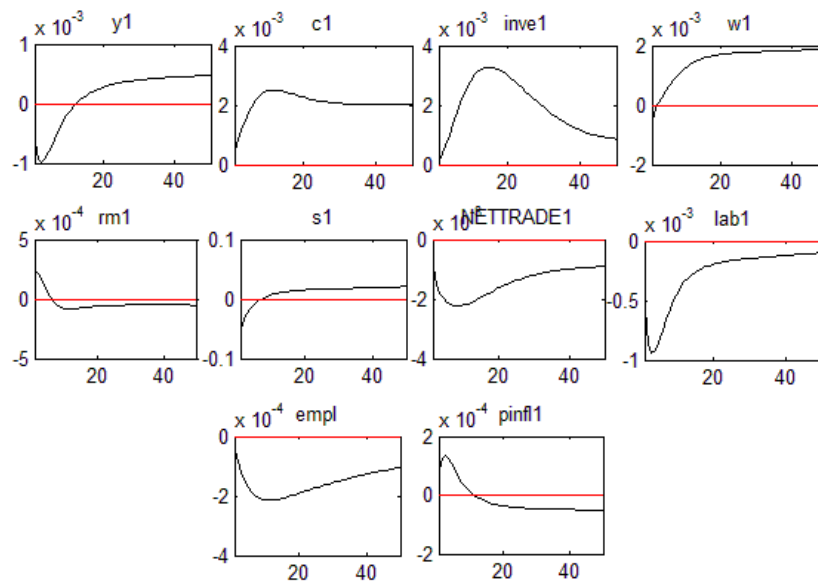 y1 c1 inve1 w1
x 10^-3 x 10^-3 x 10^-3 x 10^-3
1 4 4 2
0 2 2 0
-1 0 0 -2
20 40 20 40 20 40 20 40
rm1 s1 NETTRADE1 lab1
x 10^-4 x 10 x 10^-3
5 0.1 0 0
0 0 -2 -0.5
-5 -0.1 -4 -1
20 40 20 40 20 40 20 40
empl pinfl1
x 10^-4 x 10^-4
0 2
-2 0
-4 -2
20 40 20 40